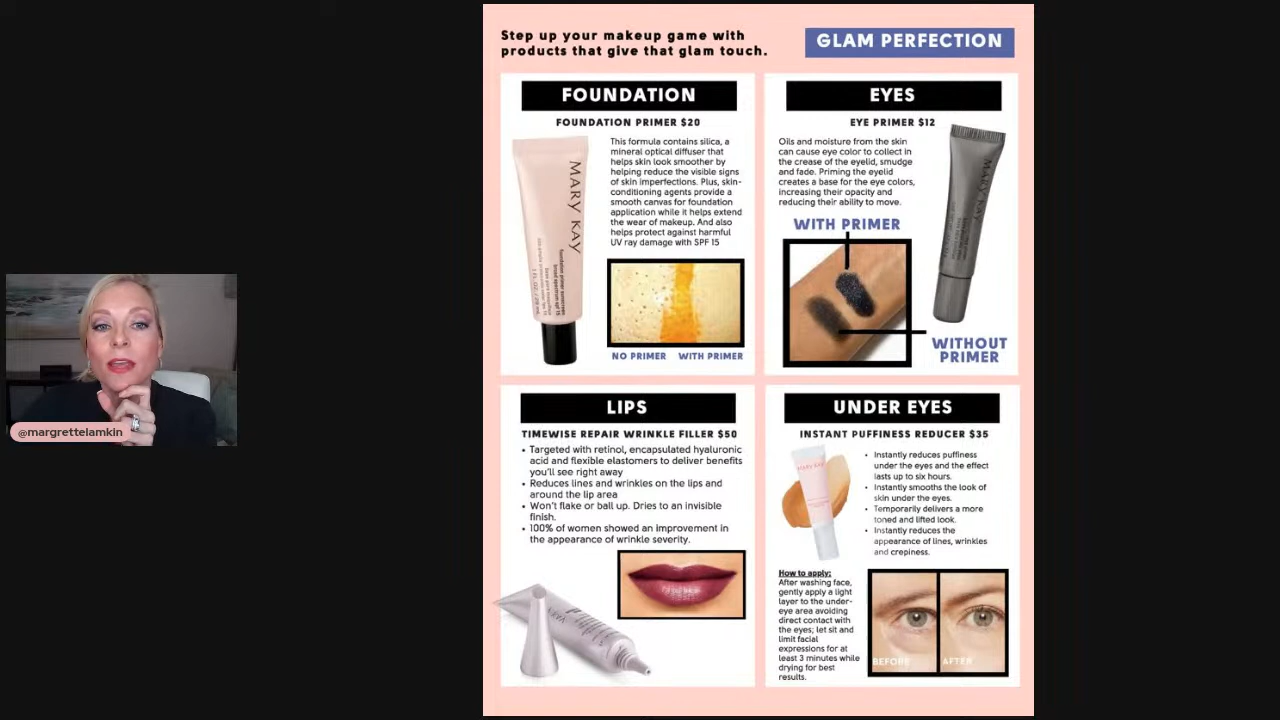 Step up your makeup game with
products that give that glam touch.
GLAM PERFECTION
FOUNDATION
FOUNDATION PRIMER $20
This formula contains silica, a
mineral optical diffuser that
helps skin look smoother by
helping reduce the visible signs
of skin imperfections. Plus, skin-
conditioning agents provide a
smooth canvas for foundation
application while it helps extend
the wear of makeup. And also
helps protect against harmful
UV ray damage with SPF 15
MARY KAY
NO PRIMER WITH PRIMER
EYES
EYE PRIMER $12
Oils and moisture from the skin
can cause eye color to collect in
the crease of the eyelid, smudge
and fade. Priming the eyelid
creates a base for the eye colors,
increasing their opacity and
reducing their ability to move.
WITH PRIMER
MARY KAY
WITHOUT
PRIMER
@margrettelamkin
LIPS
TIMEWISE REPAIR WRINKLE FILLER $50
• Targeted with retinol, encapsulated hyaluronic
acid and flexible elastomers to deliver benefits
you'll see right away
• Reduces lines and wrinkles on the lips and
around the lip area
• Won't flake or ball up. Dries to an invisible
finish.
• 100% of women showed an improvement in
the appearance of wrinkle severity.
UNDER EYES
INSTANT PUFFINESS REDUCER $35
MARY KAY
• Instantly reduces puffiness
under the eyes and the effect
lasts up to six hours.
• Instantly smooths the look of
skin under the eyes.
• Temporarily delivers a more
toned and lifted look.
• Instantly reduces the
appearance of lines, wrinkles
and crepiness.
How to apply:
After washing face,
gently apply a light
layer to the under-
eye area avoiding
direct contact with
the eyes; let sit and
limit facial
expressions for at
least 3 minutes while
drying for best
results.
BEFORE AFTER